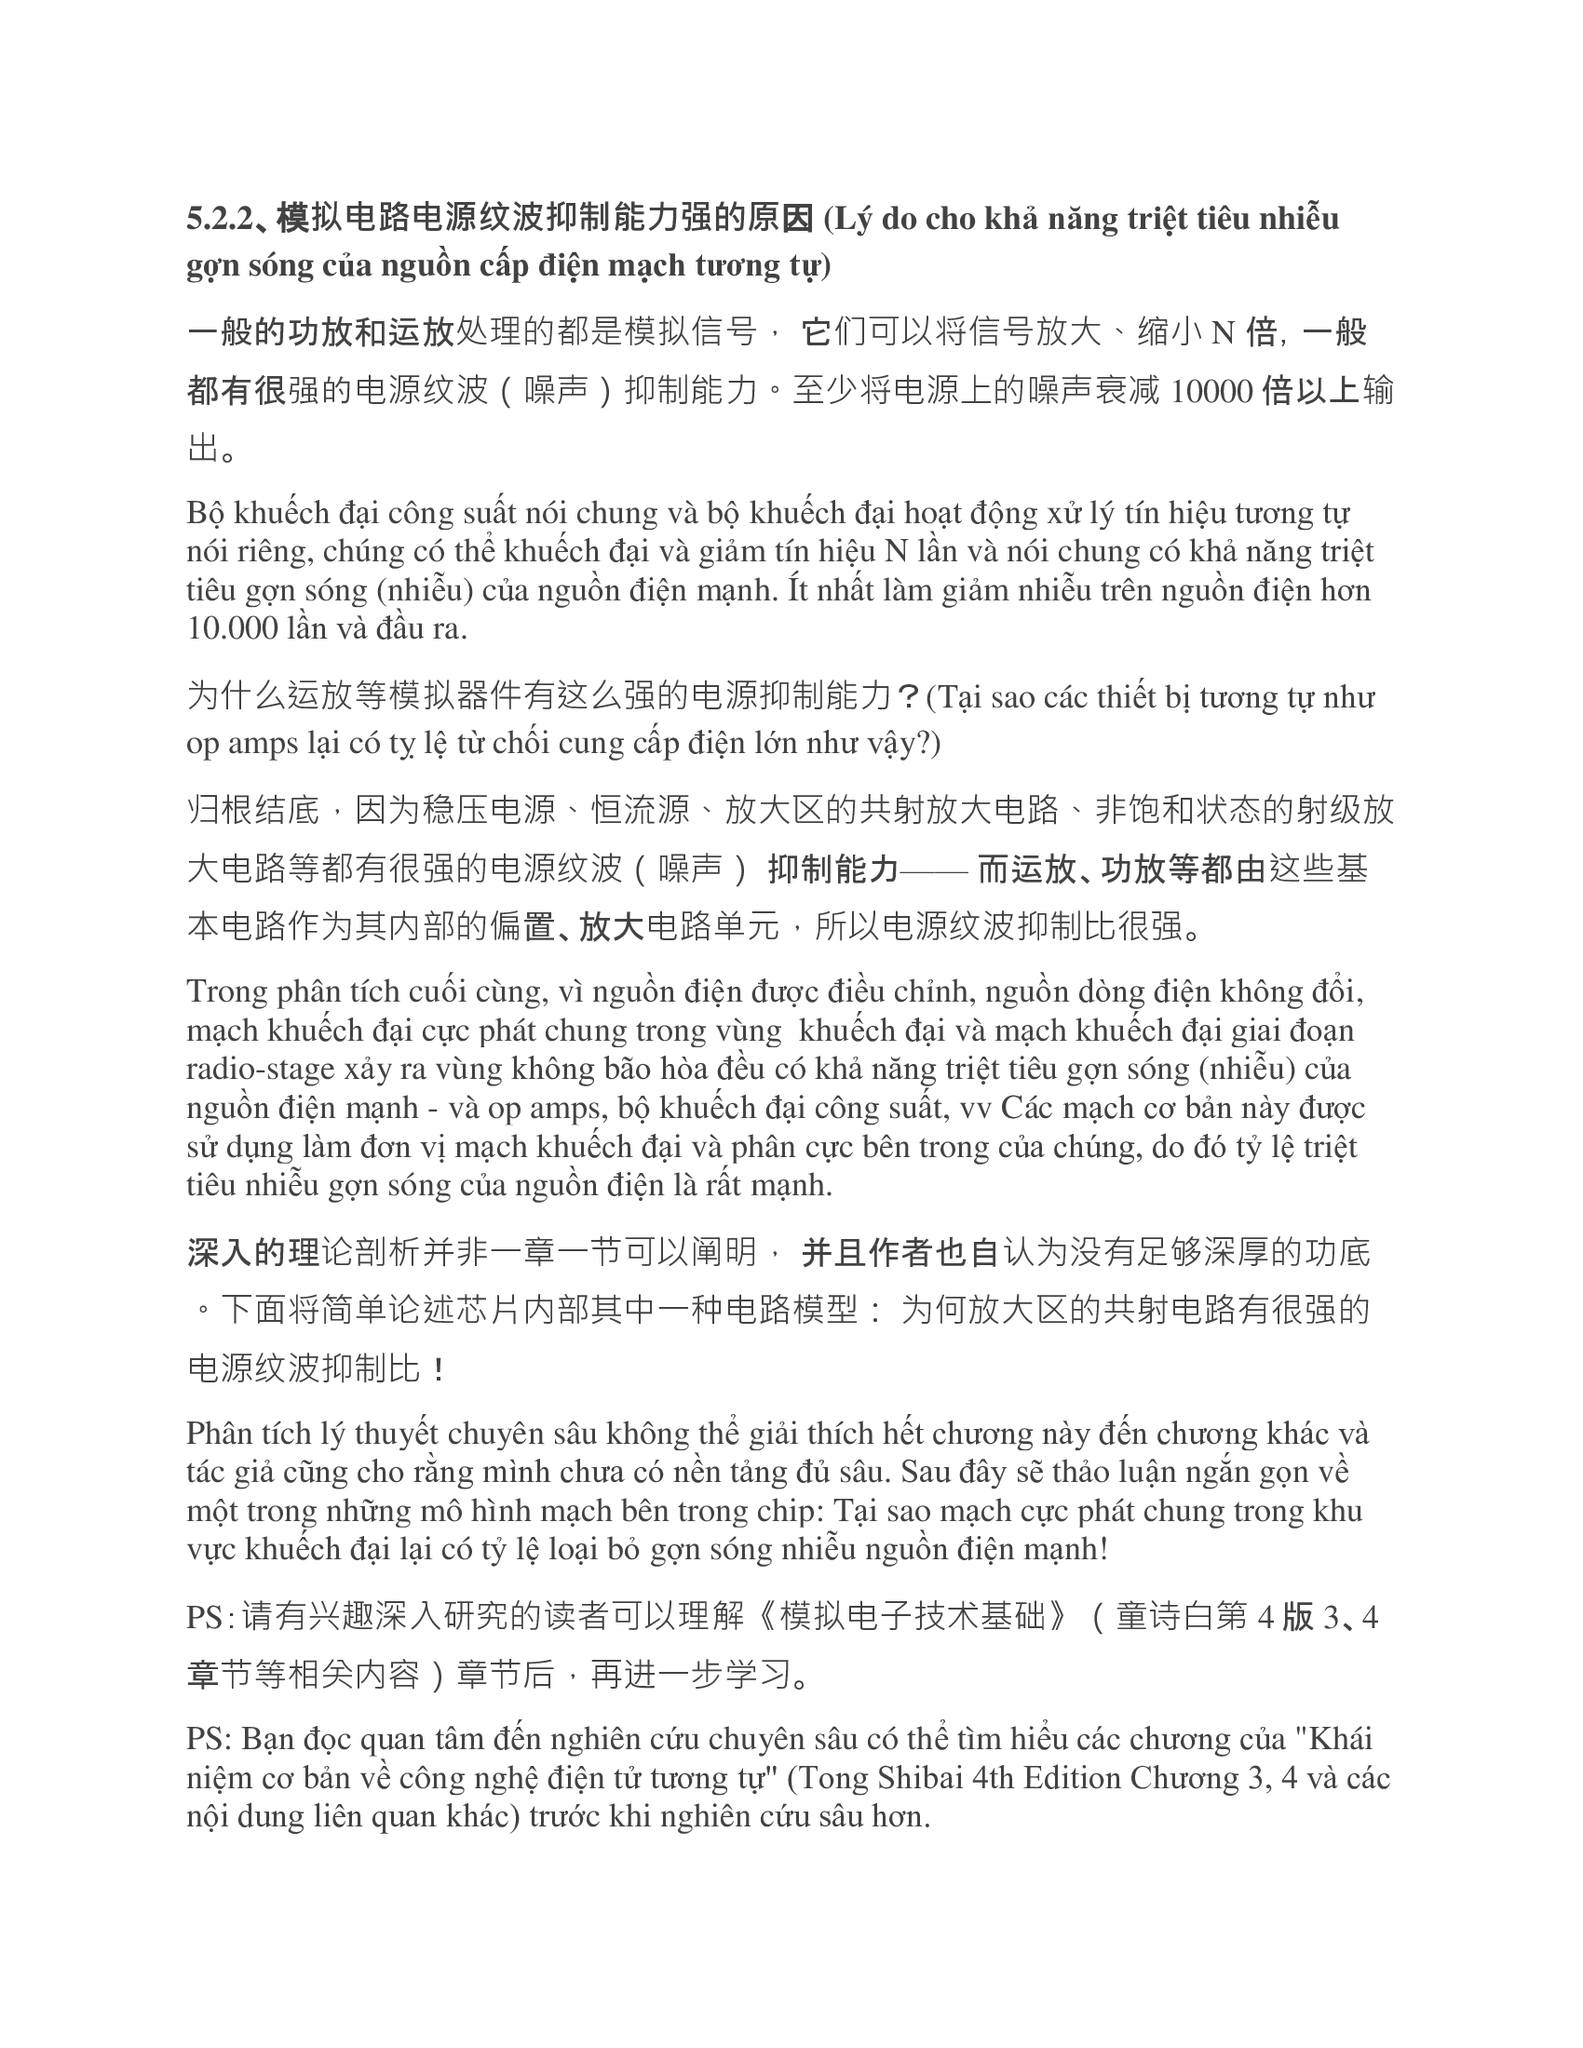 5.2.2、模拟电路电源纹波抑制能力强的原因 (Lý do cho khả năng triệt tiêu nhiễu
gợn sóng của nguồn cấp điện mạch tương tự)
一般的功放和运放处理的都是模拟信号， 它们可以将信号放大、缩小 N 倍, 一般
都有很强的电源纹波（噪声）抑制能力。至少将电源上的噪声衰减 10000 倍以上输
出。
Bộ khuếch đại công suất nói chung và bộ khuếch đại hoạt động xử lý tín hiệu tương tự
nói riêng, chúng có thể khuếch đại và giảm tín hiệu N lần và nói chung có khả năng triệt
tiêu gợn sóng (nhiễu) của nguồn điện mạnh. Ít nhất làm giảm nhiễu trên nguồn điện hơn
10.000 lần và đầu ra.
为什么运放等模拟器件有这么强的电源抑制能力？(Tại sao các thiết bị tương tự như
op amps lại có tỵ lệ từ chối cung cấp điện lớn như vậy?)
归根结底，因为稳压电源、恒流源、放大区的共射放大电路、非饱和状态的射级放
大电路等都有很强的电源纹波（噪声） 抑制能力—— 而运放、功放等都由这些基
本电路作为其内部的偏置、放大电路单元，所以电源纹波抑制比很强。
Trong phân tích cuối cùng, vì nguồn điện được điều chỉnh, nguồn dòng điện không đổi,
mạch khuếch đại cực phát chung trong vùng  khuếch đại và mạch khuếch đại giai đoạn
radio-stage xảy ra vùng không bão hòa đều có khả năng triệt tiêu gợn sóng (nhiễu) của
nguồn điện mạnh - và op amps, bộ khuếch đại công suất, vv Các mạch cơ bản này được
sử dụng làm đơn vị mạch khuếch đại và phân cực bên trong của chúng, do đó tỷ lệ triệt
tiêu nhiễu gợn sóng của nguồn điện là rất mạnh.
深入的理论剖析并非一章一节可以阐明， 并且作者也自认为没有足够深厚的功底
。下面将简单论述芯片内部其中一种电路模型： 为何放大区的共射电路有很强的
电源纹波抑制比！
Phân tích lý thuyết chuyên sâu không thể giải thích hết chương này đến chương khác và
tác giả cũng cho rằng mình chưa có nền tảng đủ sâu. Sau đây sẽ thảo luận ngắn gọn về
một trong những mô hình mạch bên trong chip: Tại sao mạch cực phát chung trong khu
vực khuếch đại lại có tỷ lệ loại bỏ gợn sóng nhiễu nguồn điện mạnh!
PS:请有兴趣深入研究的读者可以理解《模拟电子技术基础》（童诗白第 4 版 3、4
章节等相关内容）章节后，再进一步学习。
PS: Bạn đọc quan tâm đến nghiên cứu chuyên sâu có thể tìm hiểu các chương của "Khái
niệm cơ bản về công nghệ điện tử tương tự" (Tong Shibai 4th Edition Chương 3, 4 và các
nội dung liên quan khác) trước khi nghiên cứu sâu hơn.